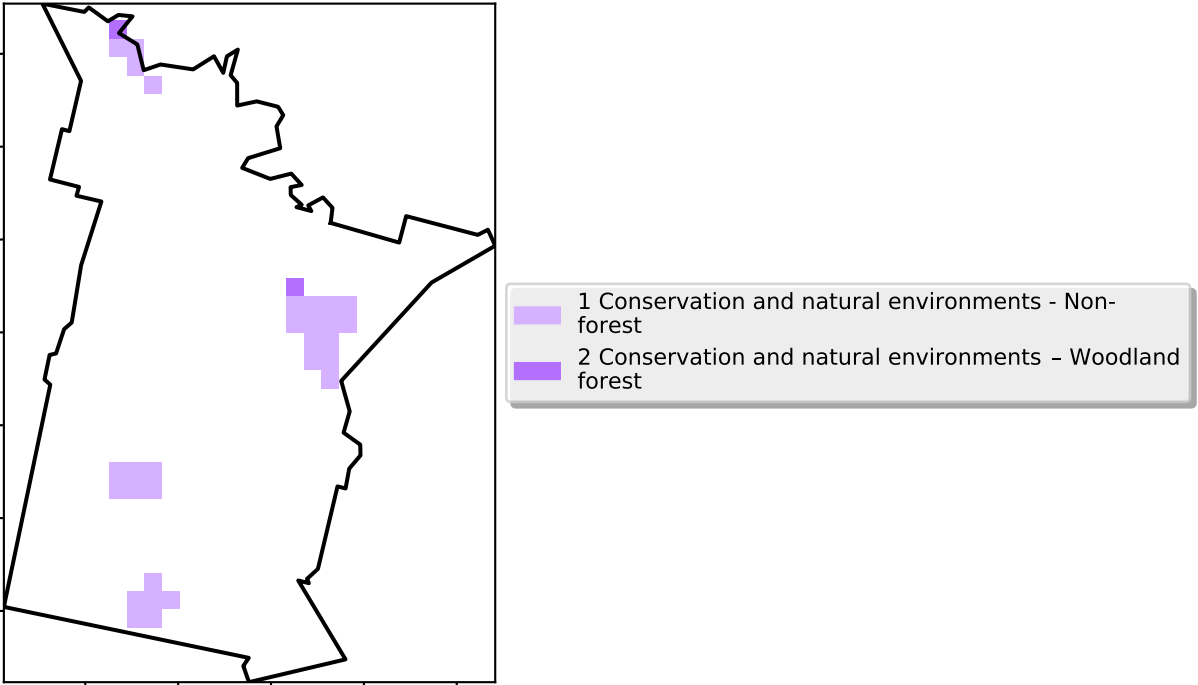 1 Conservation and natural environments - Non-
forest
2 Conservation and natural environments – Woodland
forest